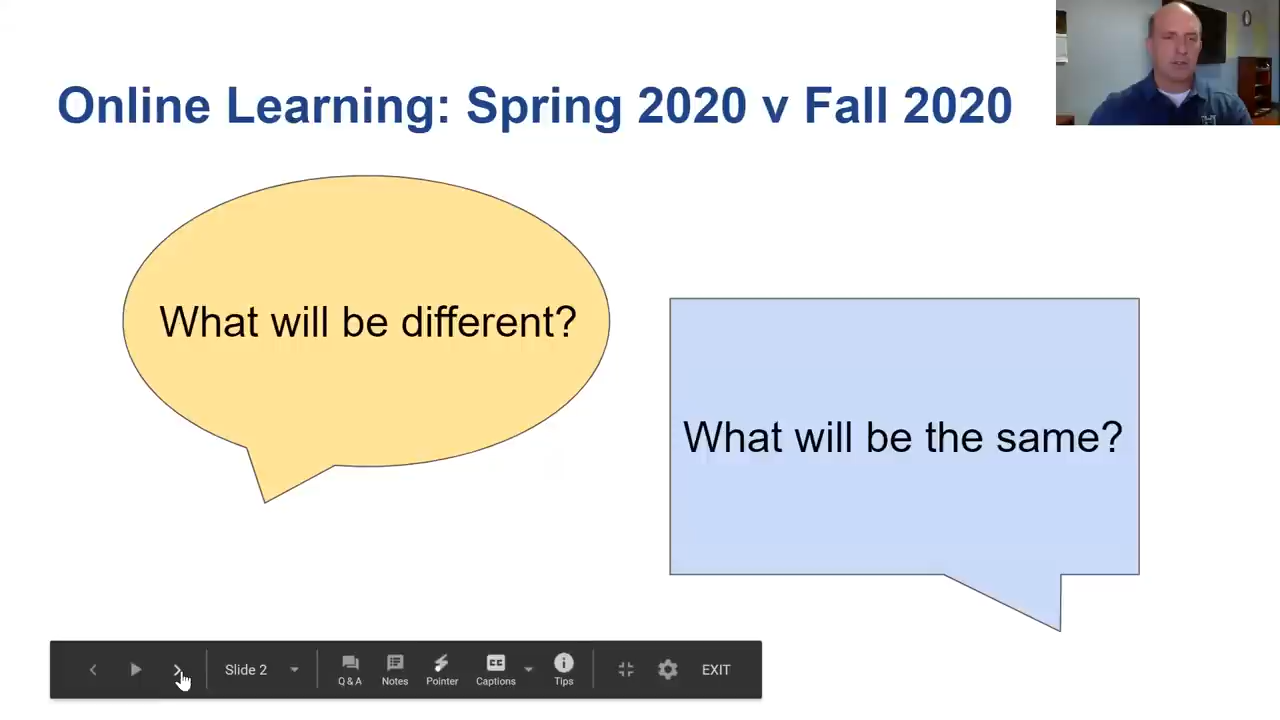 Online Learning: Spring 2020 v Fall 2020
What will be different?
What will be the same?
Slide 2
Q & A
Notes
Pointer
CC
Captions
Tips
EXIT
H